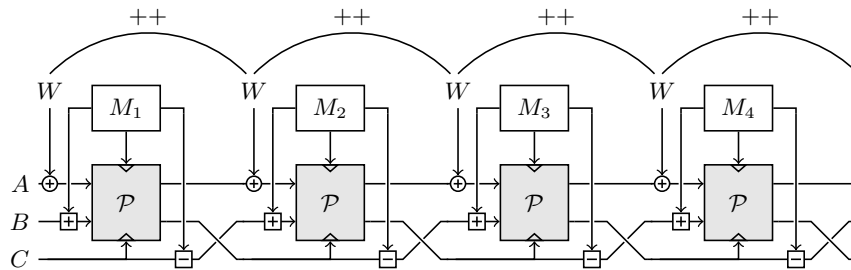 ++ ++ ++ ++
W W W W
M₁ M₂ M₃ M₄
A + + + +
P P P P
B + + + +
C − − − −